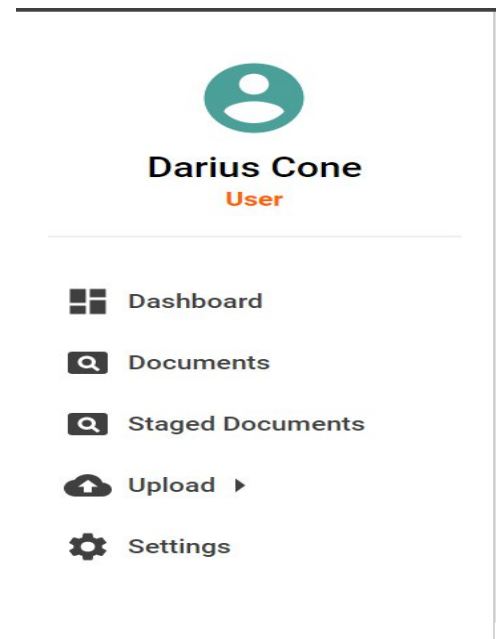 Darius Cone
User
Dashboard
Documents
Staged Documents
Upload
Settings